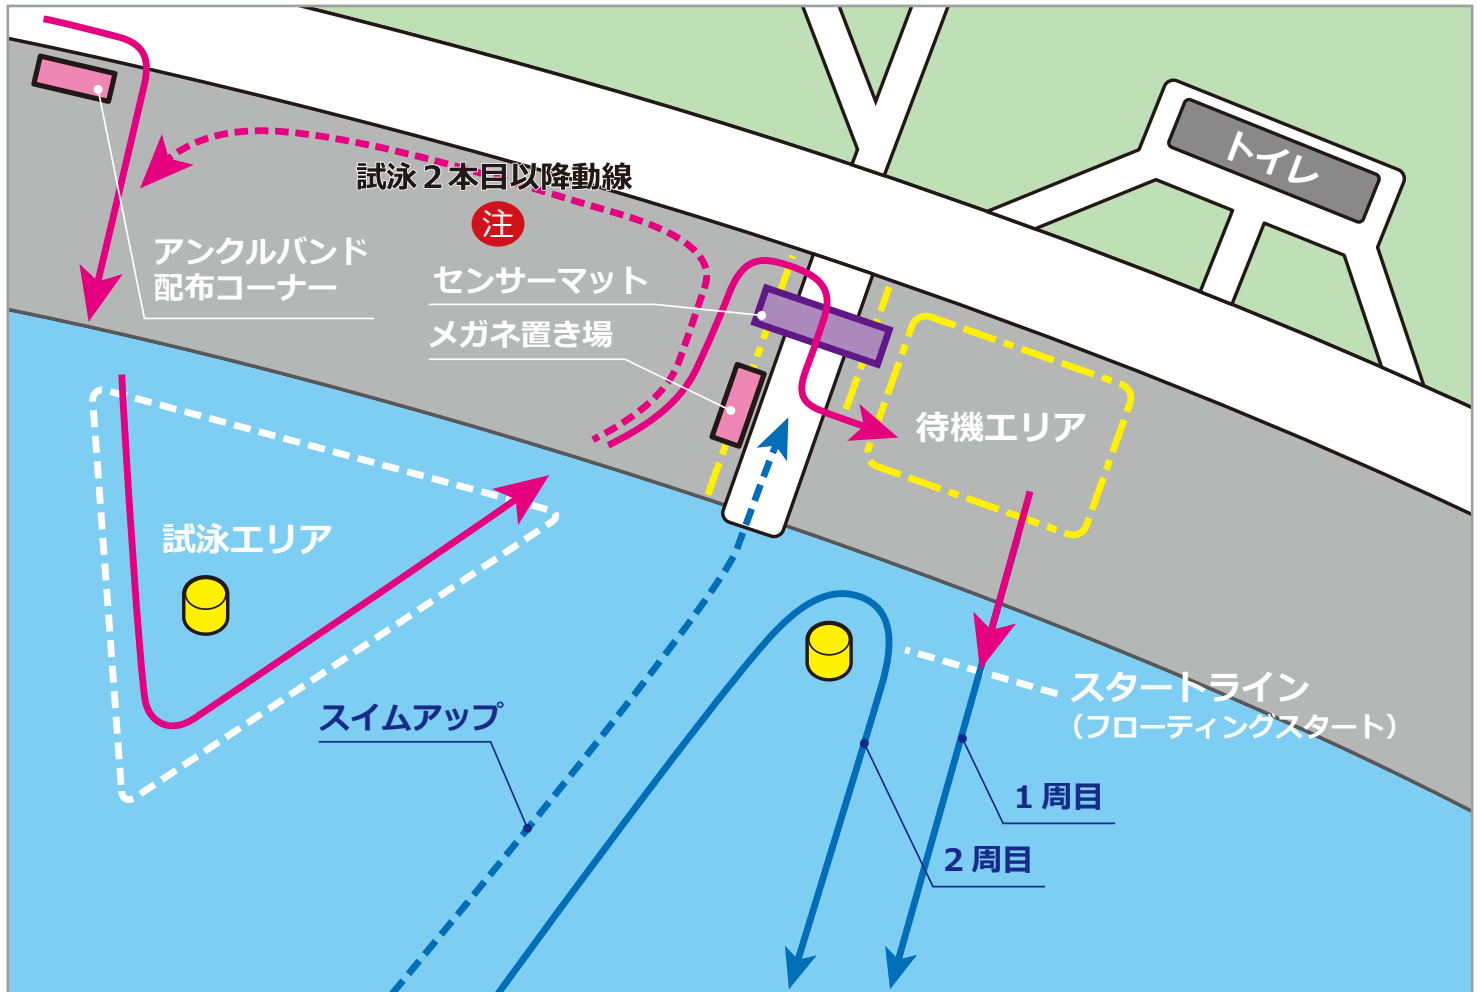 トイレ
試泳２本目以降動線
注
アンクルバンド
配布コーナー
センサーマット
メガネ置き場
待機エリア
試泳エリア
スイムアップ
スタートライン
（フローティングスタート）
１周目
２周目